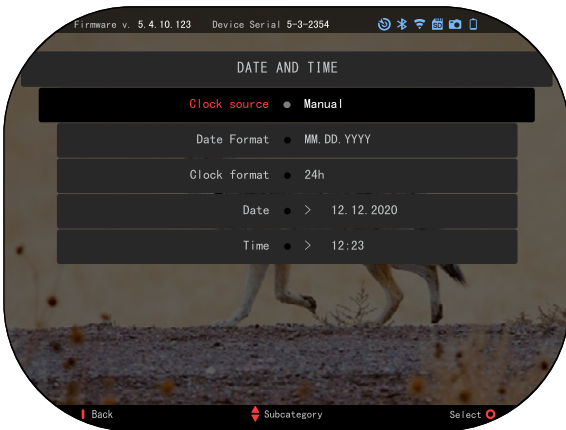 Firmware v. 5.4.10.123 Device Serial 5-3-2354 SD
DATE AND TIME
Clock source Manual
Date Format MM.DD.YYYY
Clock format 24h
Date > 12.12.2020
Time > 12:23
Back Subcategory Select